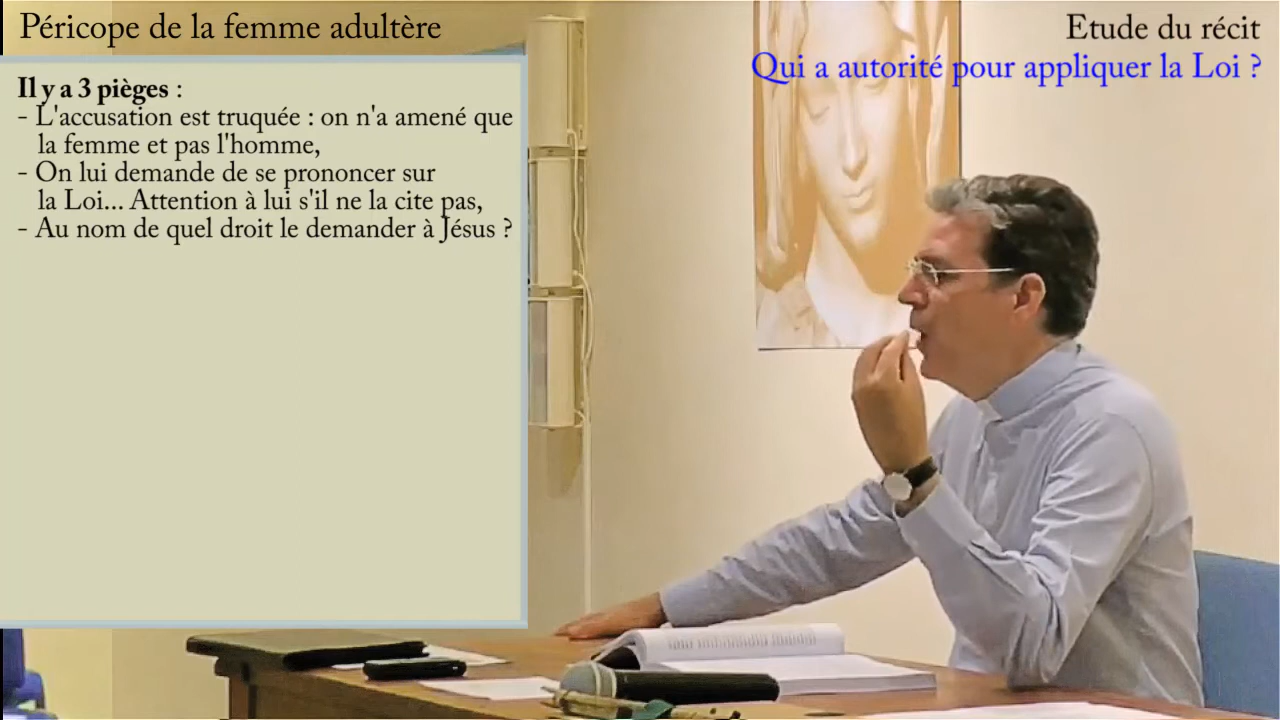 Péricope de la femme adultère
Etude du récit
Qui a autorité pour appliquer la Loi ?
Il y a 3 pièges :
- L'accusation est truquée : on n'a amené que
la femme et pas l'homme,
- On lui demande de se prononcer sur
la Loi... Attention à lui s'il ne la cite pas,
- Au nom de quel droit le demander à Jésus ?